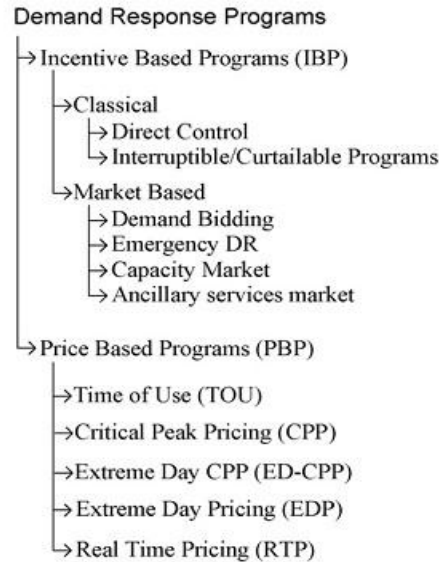 Demand Response Programs
Incentive Based Programs (IBP)
Classical
Direct Control
Interruptible/Curtailable Programs
Market Based
Demand Bidding
Emergency DR
Capacity Market
Ancillary services market
Price Based Programs (PBP)
Time of Use (TOU)
Critical Peak Pricing (CPP)
Extreme Day CPP (ED-CPP)
Extreme Day Pricing (EDP)
Real Time Pricing (RTP)